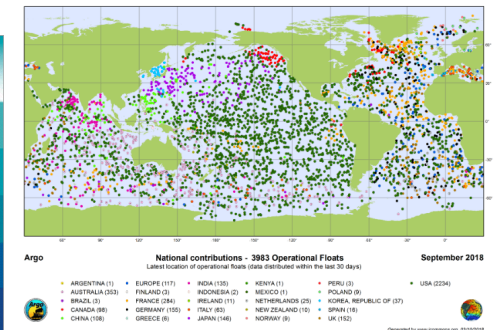 Argo
National contributions - 3983 Operational Floats
September 2018
Latest location of operational floats (data distributed within the last 30 days)
ARGENTINA (1)
AUSTRALIA (353)
BRAZIL (3)
CANADA (98)
CHINA (108)
EUROPE (117)
FINLAND (3)
FRANCE (284)
GERMANY (155)
GREECE (6)
INDIA (135)
INDONESIA (2)
IRELAND (11)
ITALY (63)
JAPAN (146)
KENYA (1)
MEXICO (1)
NETHERLANDS (25)
NEW ZEALAND (10)
NORWAY (9)
PERU (3)
POLAND (9)
KOREA, REPUBLIC OF (37)
SPAIN (16)
UK (152)
USA (2234)